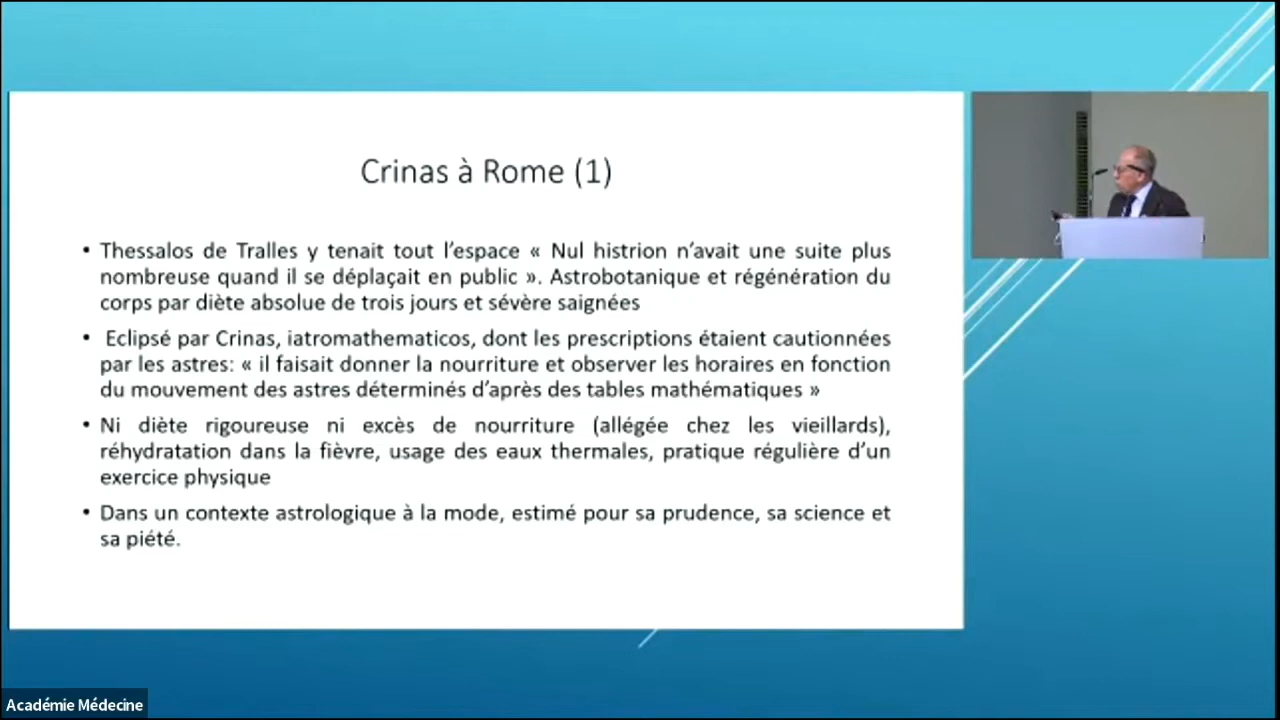 Crinas à Rome (1)
• Thessalos de Tralles y tenait tout l'espace « Nul histrion n'avait une suite plus
nombreuse quand il se déplaçait en public ». Astrobotanique et régénération du
corps par diète absolue de trois jours et sévère saignées
• Eclipsé par Crinas, iatromathematicos, dont les prescriptions étaient cautionnées
par les astres: « il faisait donner la nourriture et observer les horaires en fonction
du mouvement des astres déterminés d'après des tables mathématiques »
• Ni diète rigoureuse ni excès de nourriture (allégée chez les vieillards),
réhydratation dans la fièvre, usage des eaux thermales, pratique régulière d'un
exercice physique
• Dans un contexte astrologique à la mode, estimé pour sa prudence, sa science et
sa piété.
Académie Médecine